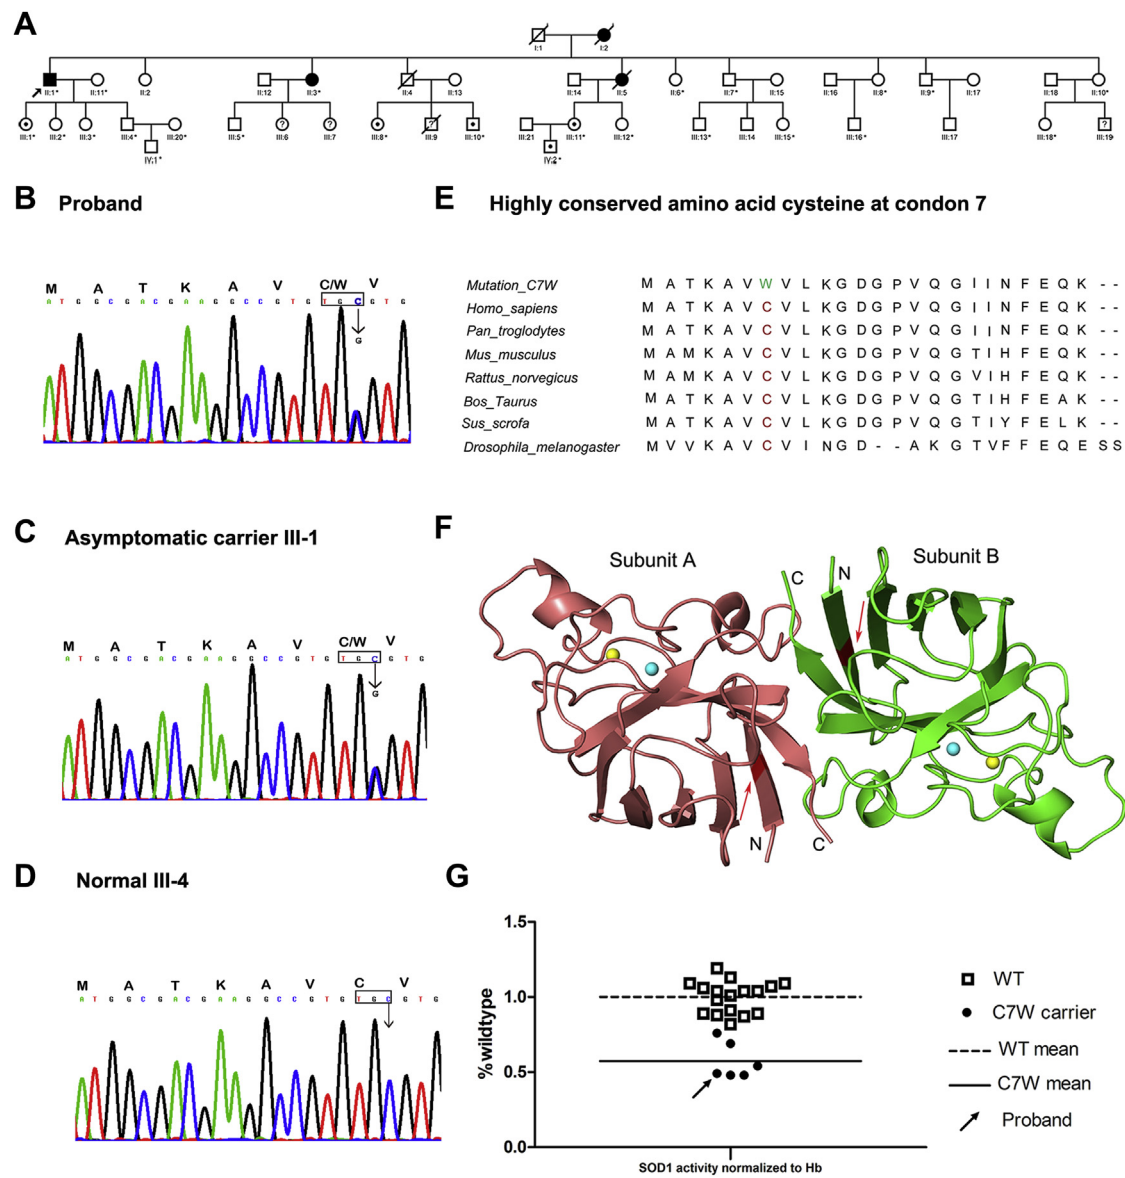 A
I:1 I:2
II:1* II:11* II:2 II:12 II:3* II:4 II:13 II:14 II:5 II:6* II:7* II:15 II:16 II:8* II:9* II:17 II:18 II:10*
? ? ? ?
III:1* III:2* III:3* III:4* III:20* III:5* III:6 III:7 III:8* III:9 III:10* III:21 III:11* III:12* III:13* III:14 III:15* III:16* III:17 III:18* III:19
IV:1* IV:2*
B Proband
M A T K A V C/W V
A T G G C G A C G A A G G C C G T G T G C G T G
G
C Asymptomatic carrier III-1
M A T K A V C/W V
A T G G C G A C G A A G G C C G T G T G C G T G
G
D Normal III-4
M A T K A V C V
A T G G C G A C G A A G G C C G T G T G C G T G
E Highly conserved amino acid cysteine at condon 7
Mutation_C7W M A T K A V W V L K G D G P V Q G I I N F E Q K - -
Homo_sapiens M A T K A V C V L K G D G P V Q G I I N F E Q K - -
Pan_troglodytes M A T K A V C V L K G D G P V Q G I I N F E Q K - -
Mus_musculus M A M K A V C V L K G D G P V Q G T I H F E Q K - -
Rattus_norvegicus M A M K A V C V L K G D G P V Q G V I H F E Q K - -
Bos_Taurus M A T K A V C V L K G D G P V Q G T I H F E A K - -
Sus_scrofa M A T K A V C V L K G D G P V Q G T I Y F E L K - -
Drosophila_melanogaster M V V K A V C V I N G D - - A K G T V F F E Q E S S
F
Subunit A
Subunit B
C N
N C
G
1.5
1.0
0.5
0.0
%wildtype
SOD1 activity normalized to Hb
WT
C7W carrier
WT mean
C7W mean
Proband